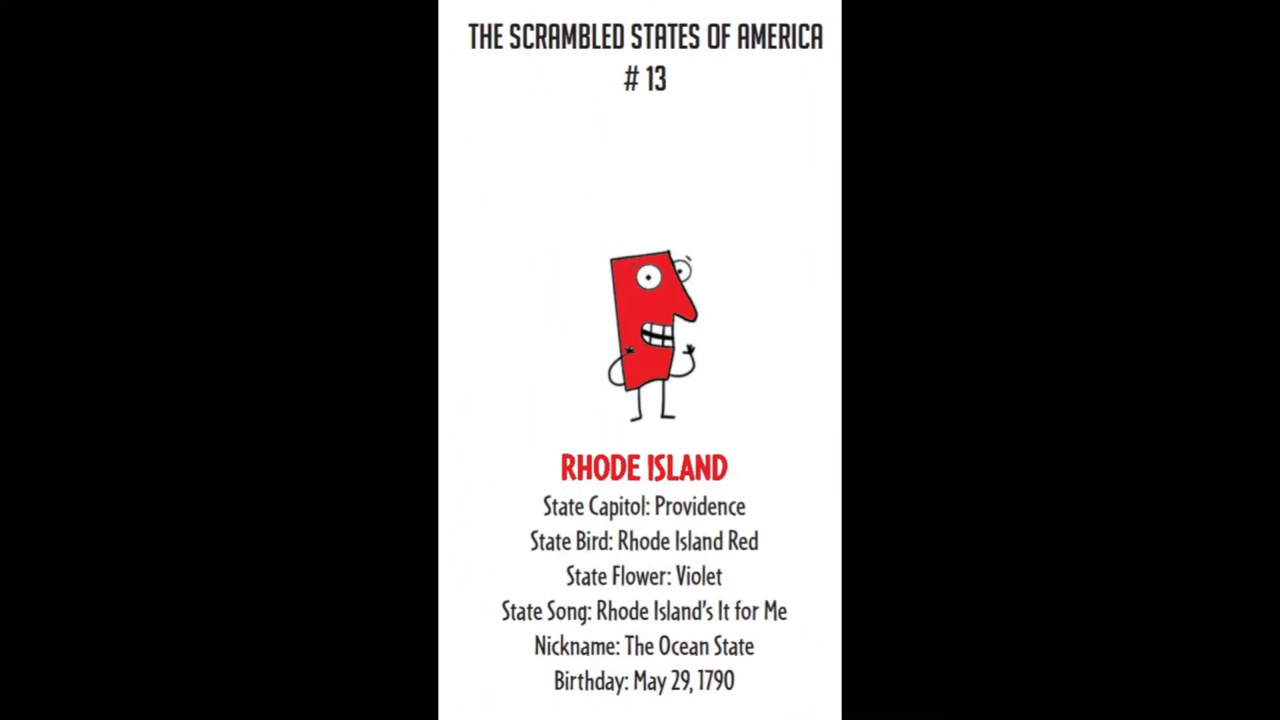 THE SCRAMBLED STATES OF AMERICA
# 13
RHODE ISLAND
State Capitol: Providence
State Bird: Rhode Island Red
State Flower: Violet
State Song: Rhode Island's It for Me
Nickname: The Ocean State
Birthday: May 29, 1790